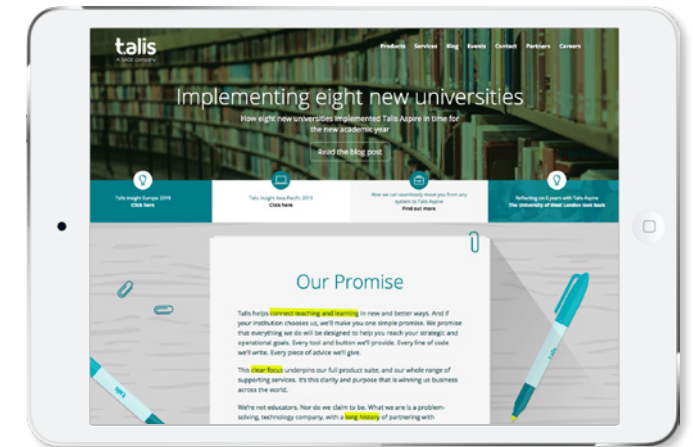 talis
A SAGE company
Products Services Blog Events Contact Partners Careers
Implementing eight new universities
How eight new universities implemented Talis Aspire in time for
the new academic year
Read the blog post
Talis Insight Europe 2019
Click here
Talis Insight Asia-Pacific 2019
Click here
Now we can seamlessly move you from any
system to Talis Aspire
Find out more
Reflecting on 6 years with Talis Aspire
The University of West London look back
Our Promise
Talis helps connect teaching and learning in new and better ways. And if
your institution chooses us, we'll make you one simple promise. We promise
that everything we do will be designed to help you reach your strategic and
operational goals. Every tool and button we'll provide. Every line of code
we'll write. Every piece of advice we'll give.
This clear focus underpins our full product suite, and our whole range of
supporting services. It's this clarity and purpose that is winning us business
across the world.
We're not educators. Nor do we claim to be. What we are is a problem-
solving, technology company, with a long history of partnering with
talis
talis